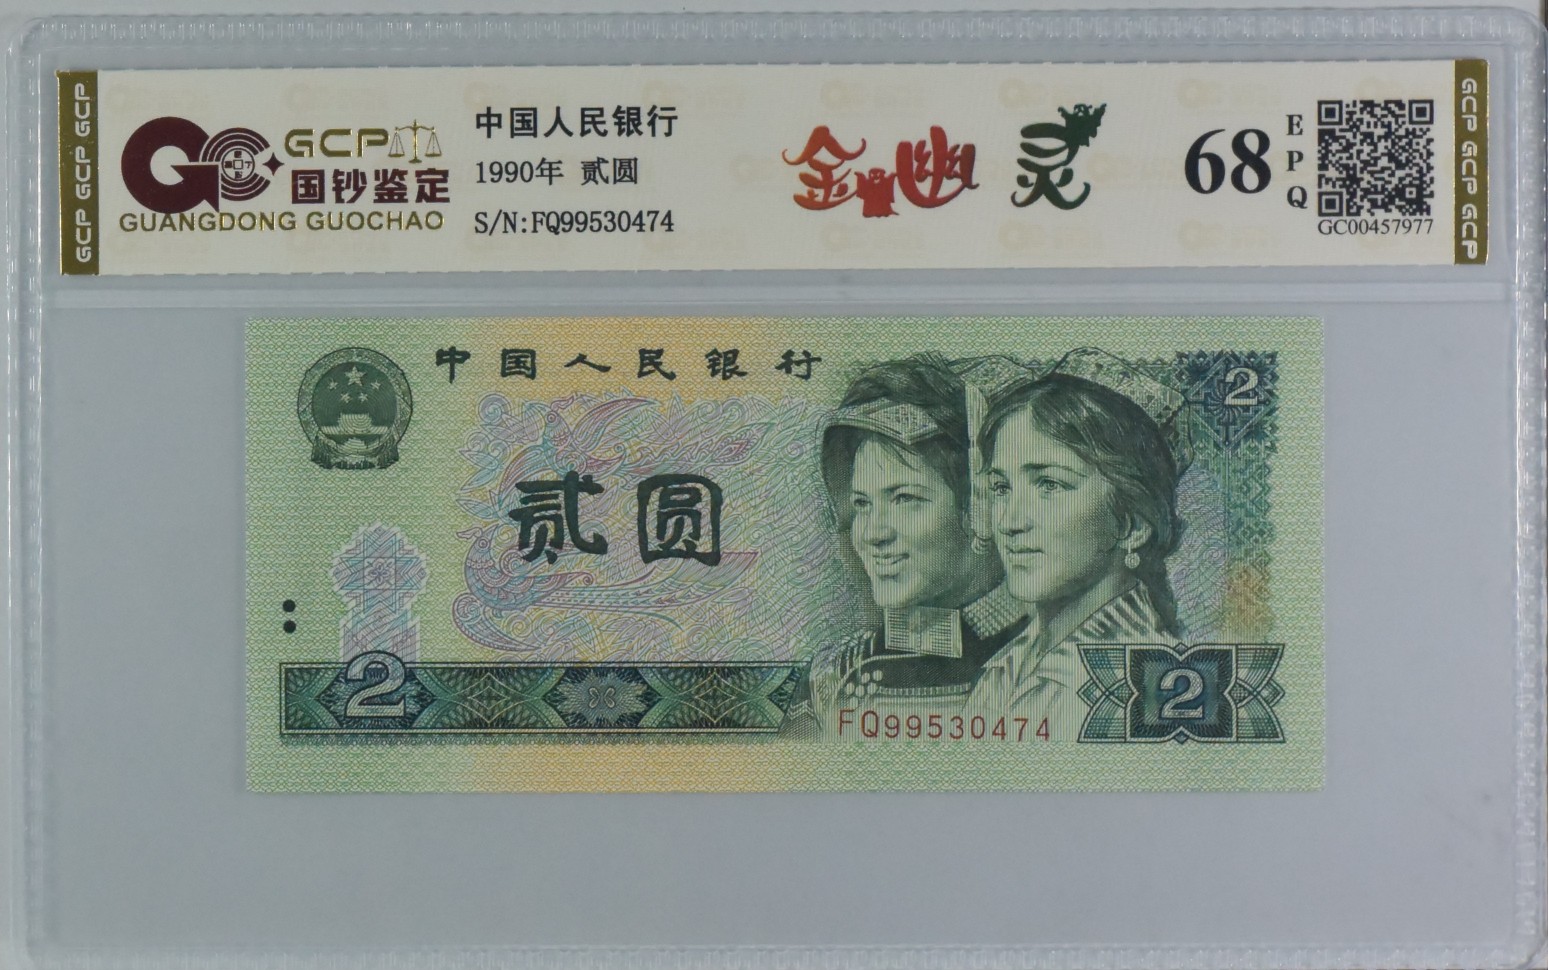 GCP GCP GCP
GCP
国钞鉴定
GUANGDONG GUOCHAO
中国人民银行
1990年 贰圆
S/N:FQ99530474
金幽灵
68
EPQ
GC00457977
GCP GCP GCP
中国人民银行
2
贰圆
2
FQ99530474
2